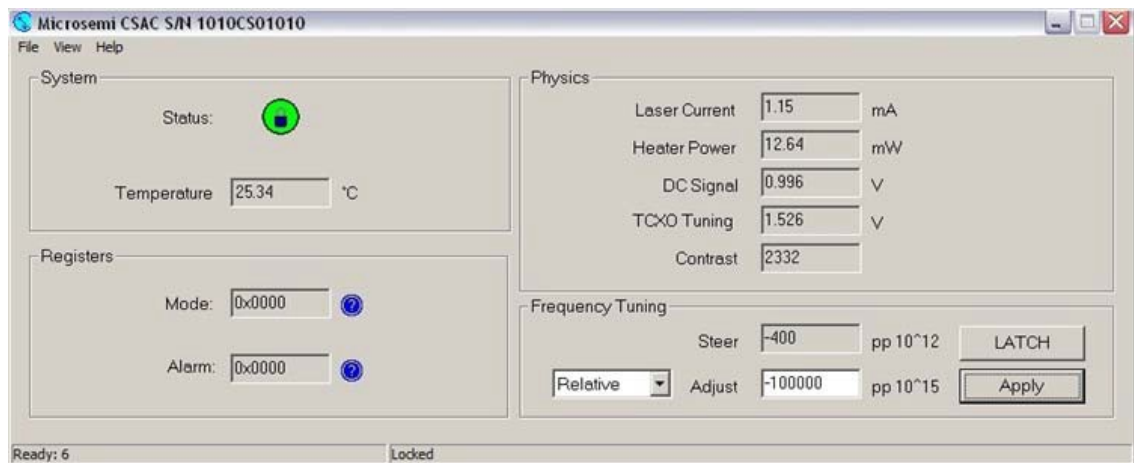 Microsemi CSAC S/N 1010CS01010
File View Help
System
Status:
Temperature 25.34 °C
Registers
Mode: 0x0000 ?
Alarm: 0x0000 ?
Physics
Laser Current 1.15 mA
Heater Power 12.64 mW
DC Signal 0.996 V
TCXO Tuning 1.526 V
Contrast 2332
Frequency Tuning
Steer -400 pp 10^12 LATCH
Relative Adjust -100000 pp 10^15 Apply
Ready: 6 Locked